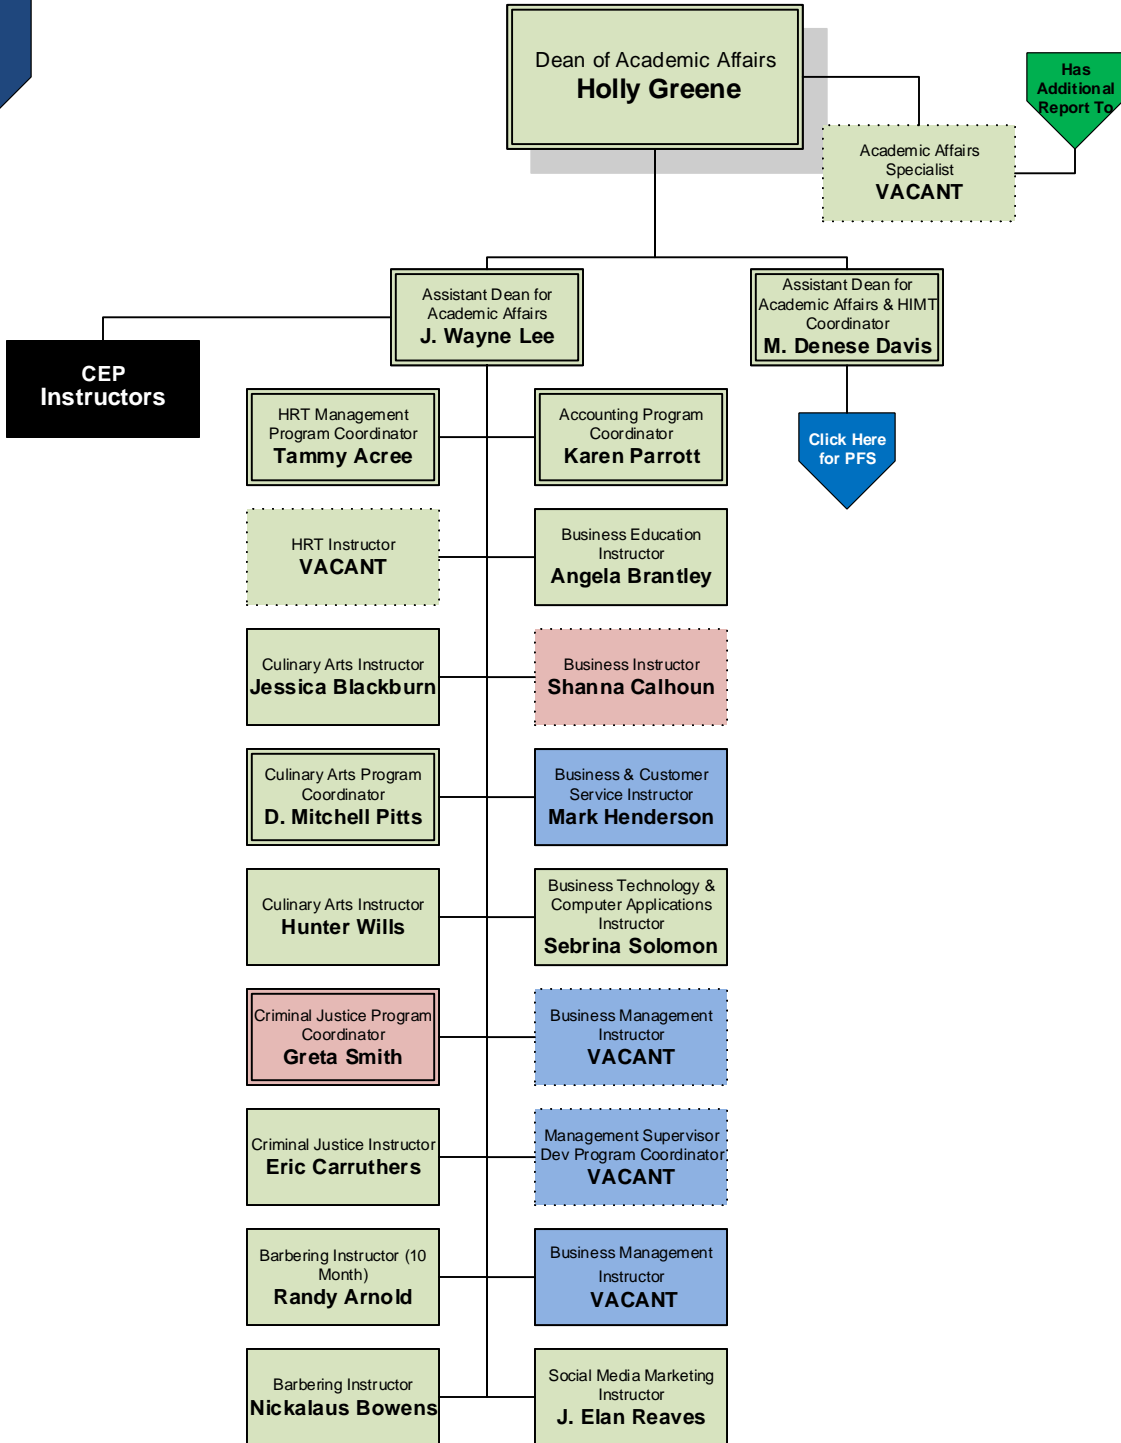 Dean of Academic Affairs
Holly Greene
Has
Additional
Report To
Academic Affairs
Specialist
VACANT
Assistant Dean for
Academic Affairs
J. Wayne Lee
Assistant Dean for
Academic Affairs & HIMT
Coordinator
M. Denese Davis
CEP
Instructors
Click Here
for PFS
HRT Management
Program Coordinator
Tammy Acree
Accounting Program
Coordinator
Karen Parrott
HRT Instructor
VACANT
Business Education
Instructor
Angela Brantley
Culinary Arts Instructor
Jessica Blackburn
Business Instructor
Shanna Calhoun
Culinary Arts Program
Coordinator
D. Mitchell Pitts
Business & Customer
Service Instructor
Mark Henderson
Culinary Arts Instructor
Hunter Wills
Business Technology &
Computer Applications
Instructor
Sebrina Solomon
Criminal Justice Program
Coordinator
Greta Smith
Business Management
Instructor
VACANT
Criminal Justice Instructor
Eric Carruthers
Management Supervisor
Dev Program Coordinator
VACANT
Barbering Instructor (10
Month)
Randy Arnold
Business Management
Instructor
VACANT
Barbering Instructor
Nickalaus Bowens
Social Media Marketing
Instructor
J. Elan Reaves